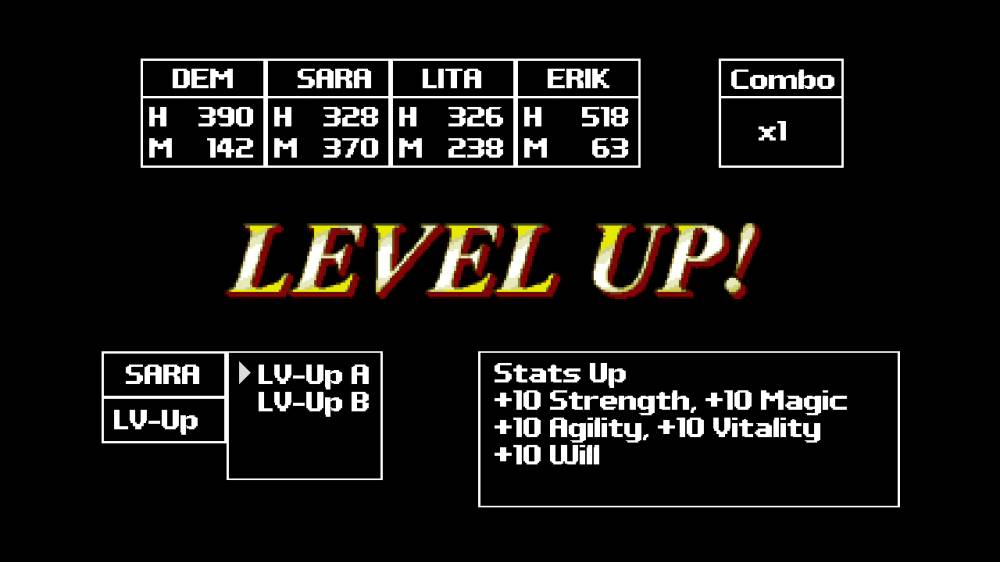 DEM SARA LITA ERIK Combo
H 390 H 328 H 326 H 518
x1
M 142 M 370 M 238 M 63
LEVEL UP!
SARA
LV-Up
LV-Up A
LV-Up B
Stats Up
+10 Strength, +10 Magic
+10 Agility, +10 Vitality
+10 Will